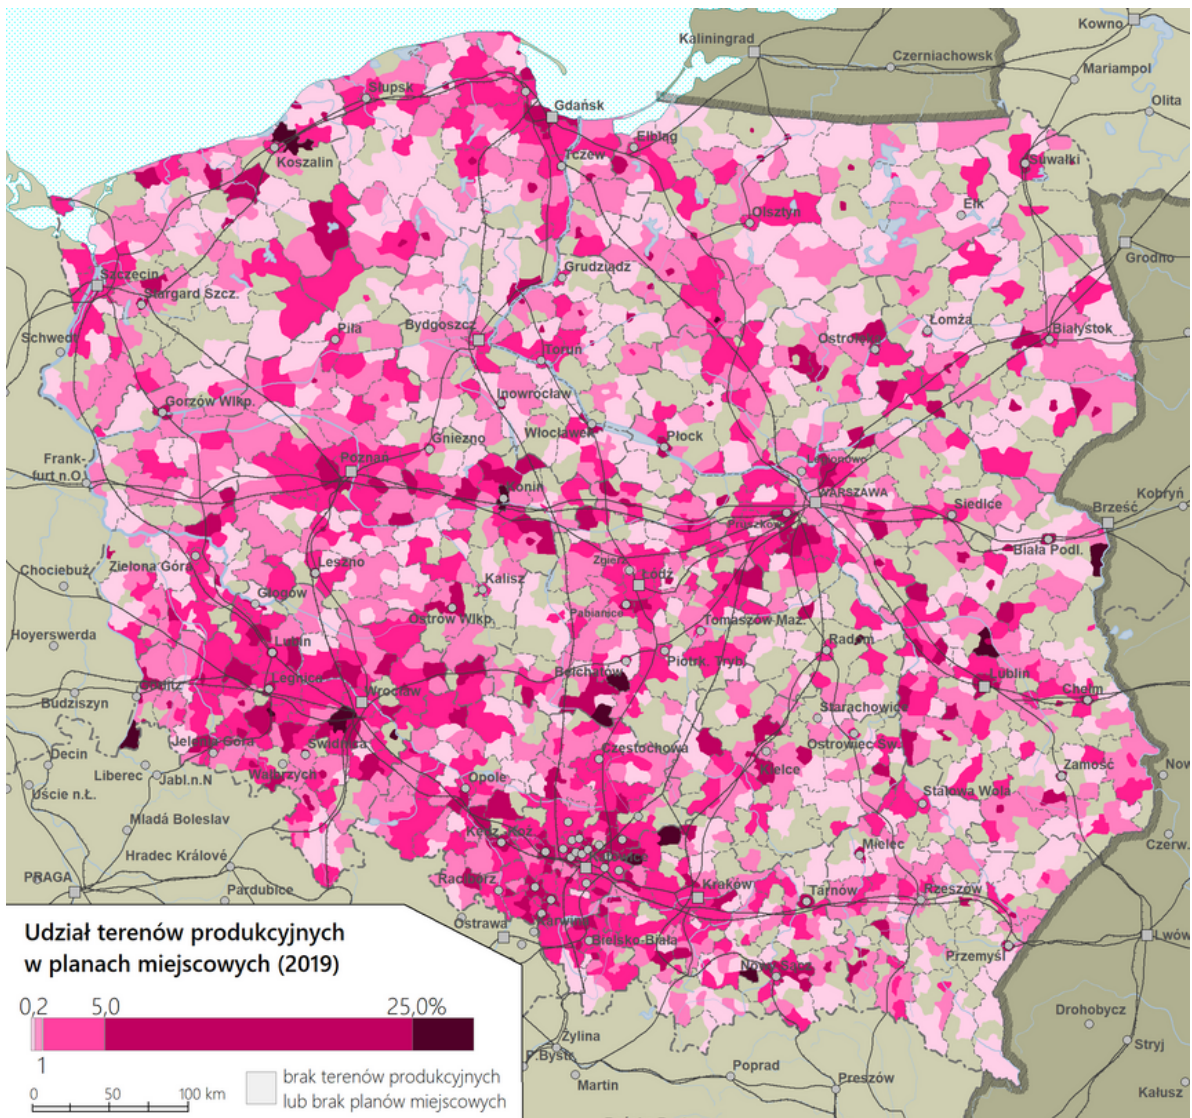 Kowno
Kaliningrad
Czerniachowsk
Mariampol
Olita
Słupsk
Gdańsk
Elbląg
Koszalin
Tczew
Suwałki
Ełk
Olsztyn
Grodno
Szczecin
Grudziądz
Stargard Szcz.
Łomża
Schwedt
Piła
Bydgoszcz
Ostrołęka
Białystok
Toruń
Gorzów Wlkp.
Inowrocław
Włocławek
Płock
Gniezno
Frank-
furt n.O.
Poznań
Legionowo
Konin
WARSZAWA
Kobryń
Siedlce
Brześć
Pruszków
Biała Podl.
Zgierz
Łódź
Chociebuż
Zielona Góra
Leszno
Kalisz
Głogów
Pabianice
Ostrów Wlkp.
Tomaszów Maz.
Hoyerswerda
Lubin
Radom
Piotrk. Tryb.
Bełchatów
Lublin
Legnica
Wrocław
Chełm
Görlitz
Budziszyn
Starachowice
Jelenia Góra
Świdnica
Częstochowa
Ostrowiec Św.
Decin
Kielce
Liberec
Jabl.n.N
Wałbrzych
Zamość
Now
Opole
Uście n.Ł.
Stalowa Wola
Mladá Boleslav
Kędz.-Koź.
Mielec
Czerw.
Hradec Králové
Katowice
PRAGA
Pardubice
Racibórz
Kraków
Tarnów
Rzeszów
Ostrawa
Karwina
Bielsko-Biała
Lwów
Przemyśl
Nowy Sącz
Udział terenów produkcyjnych
w planach miejscowych (2019)
0,2 5,0 25,0%
1
0 50 100 km
brak terenów produkcyjnych
lub brak planów miejscowych
Drohobycz
Stryj
Kałusz
Żylina
P.Bystr.
Martin
Poprad
Preszów